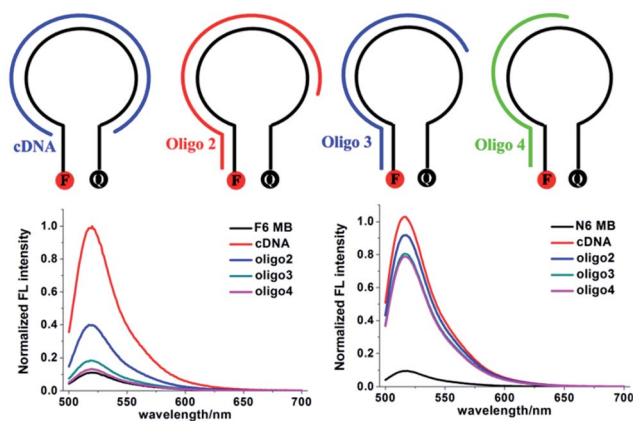 cDNA
Oligo 2
Oligo 3
Oligo 4
F Q
F Q
F Q
F Q
Normalized FL intensity
1.0
0.8
0.6
0.4
0.2
0.0
F6 MB
cDNA
oligo2
oligo3
oligo4
500 550 600 650 700
wavelength/nm
Normalized FL intensity
1.0
0.8
0.6
0.4
0.2
0.0
N6 MB
cDNA
oligo2
oligo3
oligo4
500 550 600 650 700
wavelength/nm